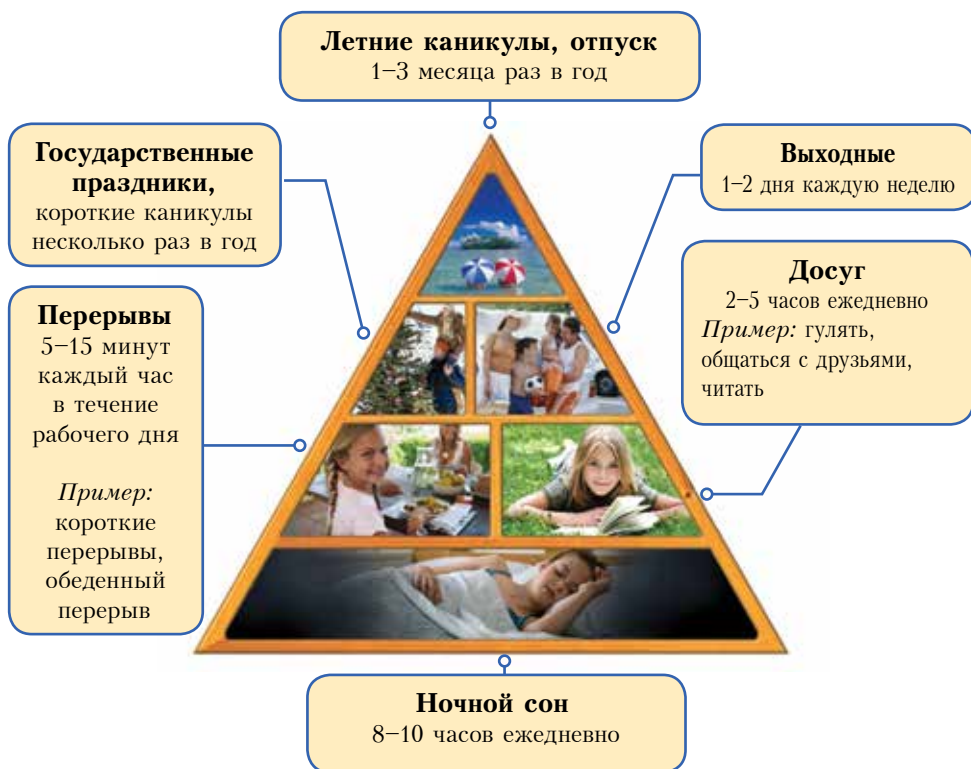 Летние каникулы, отпуск
1–3 месяца раз в год
Государственные
праздники,
короткие каникулы
несколько раз в год
Выходные
1–2 дня каждую неделю
Перерывы
5–15 минут
каждый час
в течение
рабочего дня
Пример:
короткие
перерывы,
обеденный
перерыв
Досуг
2–5 часов ежедневно
Пример: гулять,
общаться с друзьями,
читать
Ночной сон
8–10 часов ежедневно